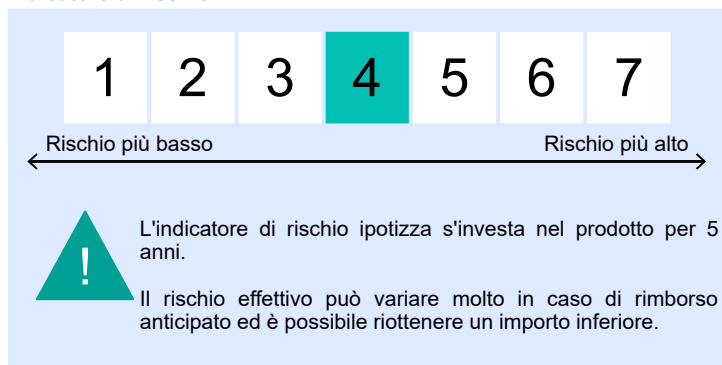 1 2 3 4 5 6 7
Rischio più basso Rischio più alto
!
L'indicatore di rischio ipotizza s'investa nel prodotto per 5
anni.
Il rischio effettivo può variare molto in caso di rimborso
anticipato ed è possibile riottenere un importo inferiore.